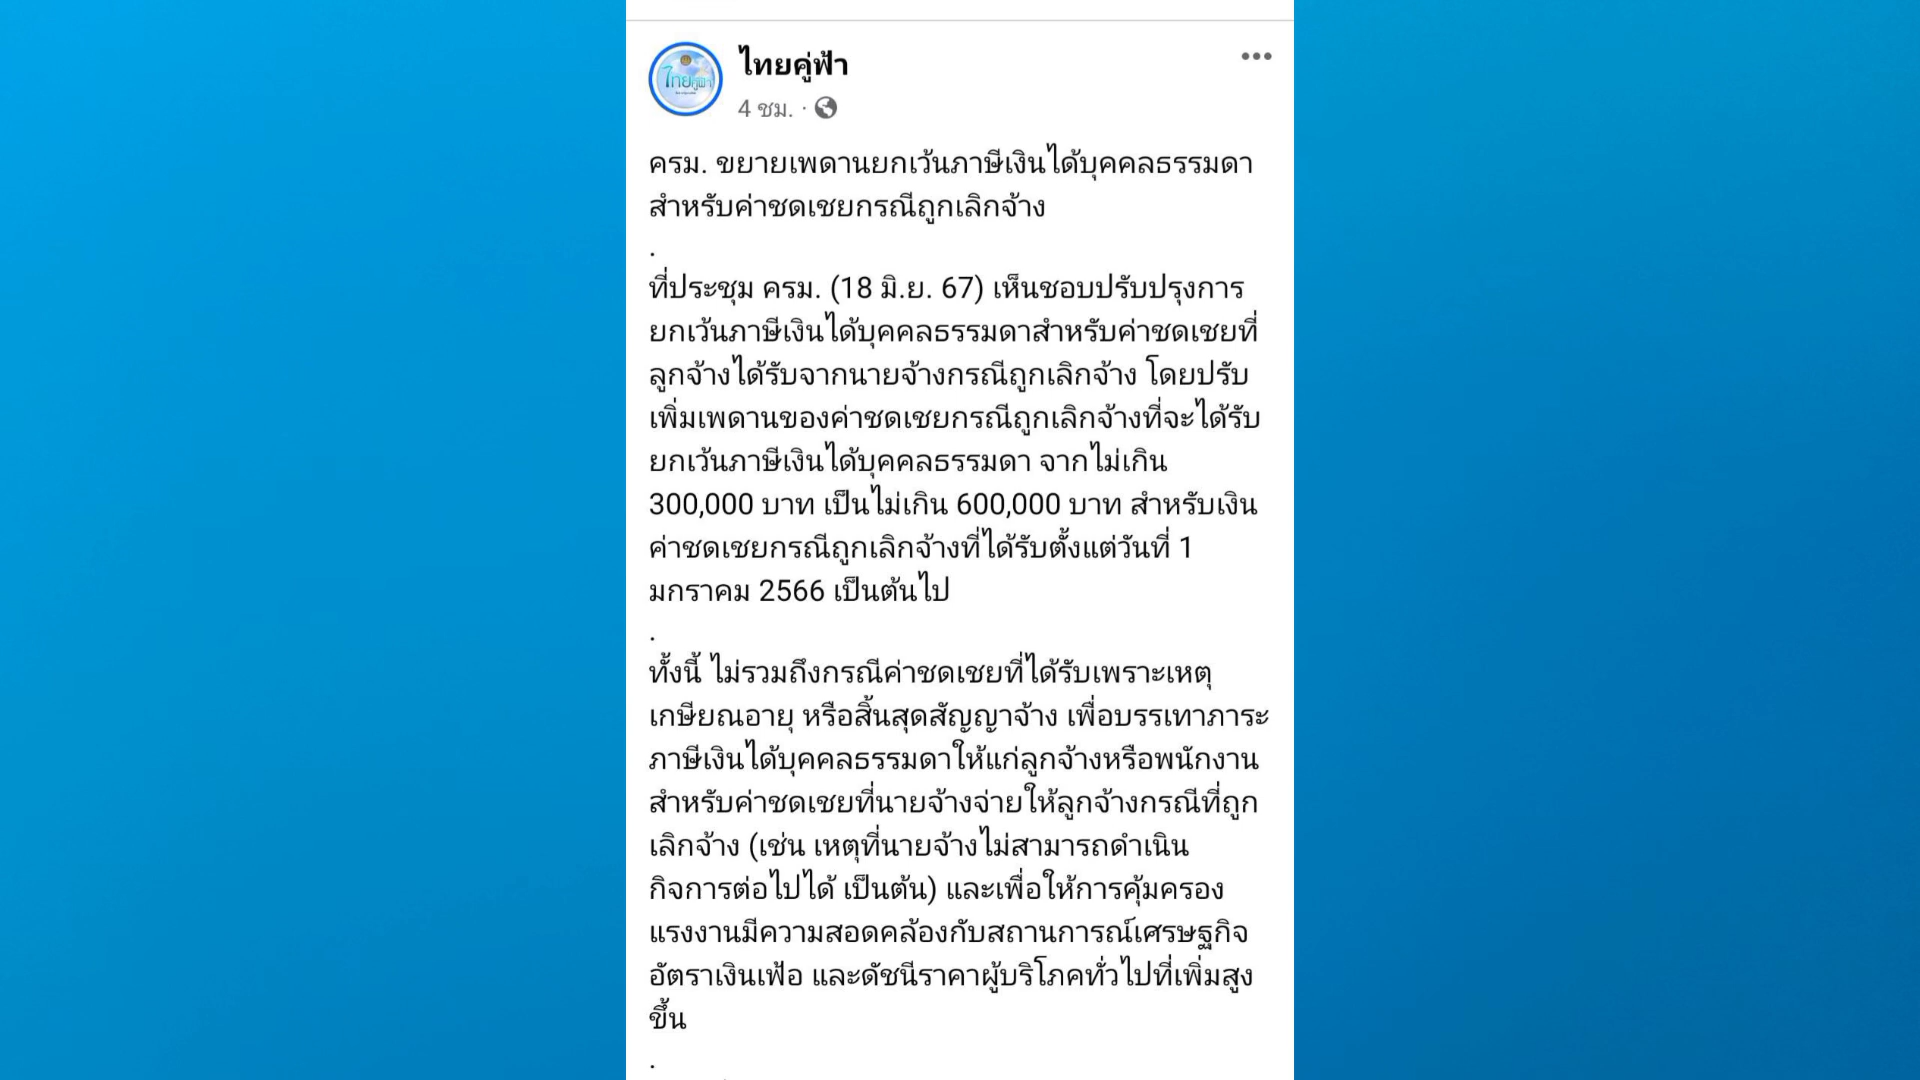 ไทยคู่ฟ้า
ไทยคู่ฟ้า
4 ชม. ·
ครม. ขยายเพดานยกเว้นภาษีเงินได้บุคคลธรรมดา
สำหรับค่าชดเชยกรณีถูกเลิกจ้าง
.
ที่ประชุม ครม. (18 มิ.ย. 67) เห็นชอบปรับปรุงการ
ยกเว้นภาษีเงินได้บุคคลธรรมดาสำหรับค่าชดเชยที่
ลูกจ้างได้รับจากนายจ้างกรณีถูกเลิกจ้าง โดยปรับ
เพิ่มเพดานของค่าชดเชยกรณีถูกเลิกจ้างที่จะได้รับ
ยกเว้นภาษีเงินได้บุคคลธรรมดา จากไม่เกิน
300,000 บาท เป็นไม่เกิน 600,000 บาท สำหรับเงิน
ค่าชดเชยกรณีถูกเลิกจ้างที่ได้รับตั้งแต่วันที่ 1
มกราคม 2566 เป็นต้นไป
.
ทั้งนี้ ไม่รวมถึงกรณีค่าชดเชยที่ได้รับเพราะเหตุ
เกษียณอายุ หรือสิ้นสุดสัญญาจ้าง เพื่อบรรเทาภาระ
ภาษีเงินได้บุคคลธรรมดาให้แก่ลูกจ้างหรือพนักงาน
สำหรับค่าชดเชยที่นายจ้างจ่ายให้ลูกจ้างกรณีที่ถูก
เลิกจ้าง (เช่น เหตุที่นายจ้างไม่สามารถดำเนิน
กิจการต่อไปได้ เป็นต้น) และเพื่อให้การคุ้มครอง
แรงงานมีความสอดคล้องกับสถานการณ์เศรษฐกิจ
อัตราเงินเฟ้อ และดัชนีราคาผู้บริโภคทั่วไปที่เพิ่มสูง
ขึ้น
.